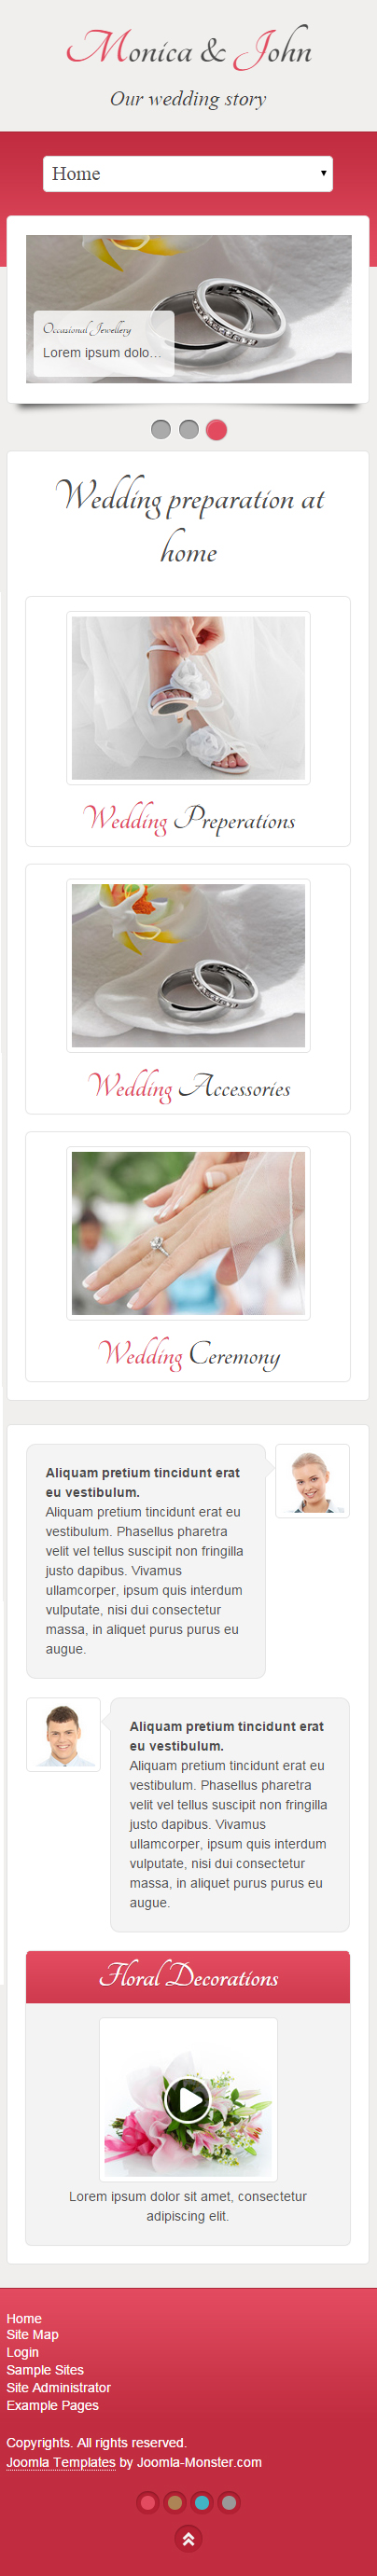 Monica & John
Our wedding story
Home
Occasional Jewellery
Lorem ipsum dolo...
Wedding preparation at
home
Wedding Preperations
Wedding Accessories
Wedding Ceremony
Aliquam pretium tincidunt erat
eu vestibulum.
Aliquam pretium tincidunt erat eu
vestibulum. Phasellus pharetra
velit vel tellus suscipit non fringilla
justo dapibus. Vivamus
ullamcorper, ipsum quis interdum
vulputate, nisi dui consectetur
massa, in aliquet purus purus eu
augue.
Aliquam pretium tincidunt erat
eu vestibulum.
Aliquam pretium tincidunt erat eu
vestibulum. Phasellus pharetra
velit vel tellus suscipit non fringilla
justo dapibus. Vivamus
ullamcorper, ipsum quis interdum
vulputate, nisi dui consectetur
massa, in aliquet purus purus eu
augue.
Floral Decorations
Lorem ipsum dolor sit amet, consectetur
adipiscing elit.
Home
Site Map
Login
Sample Sites
Site Administrator
Example Pages
Copyrights. All rights reserved.
Joomla Templates by Joomla-Monster.com